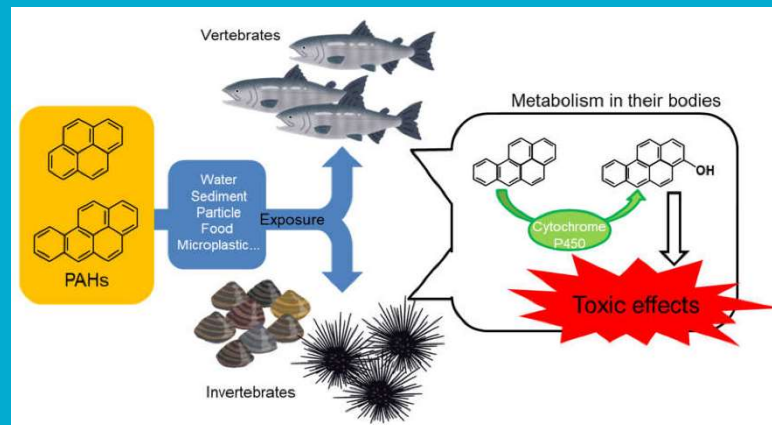 Vertebrates
Metabolism in their bodies
Water
Sediment
Particle
Food
Microplastic...
Exposure
PAHs
OH
Cytochrome
P450
Toxic effects
Invertebrates